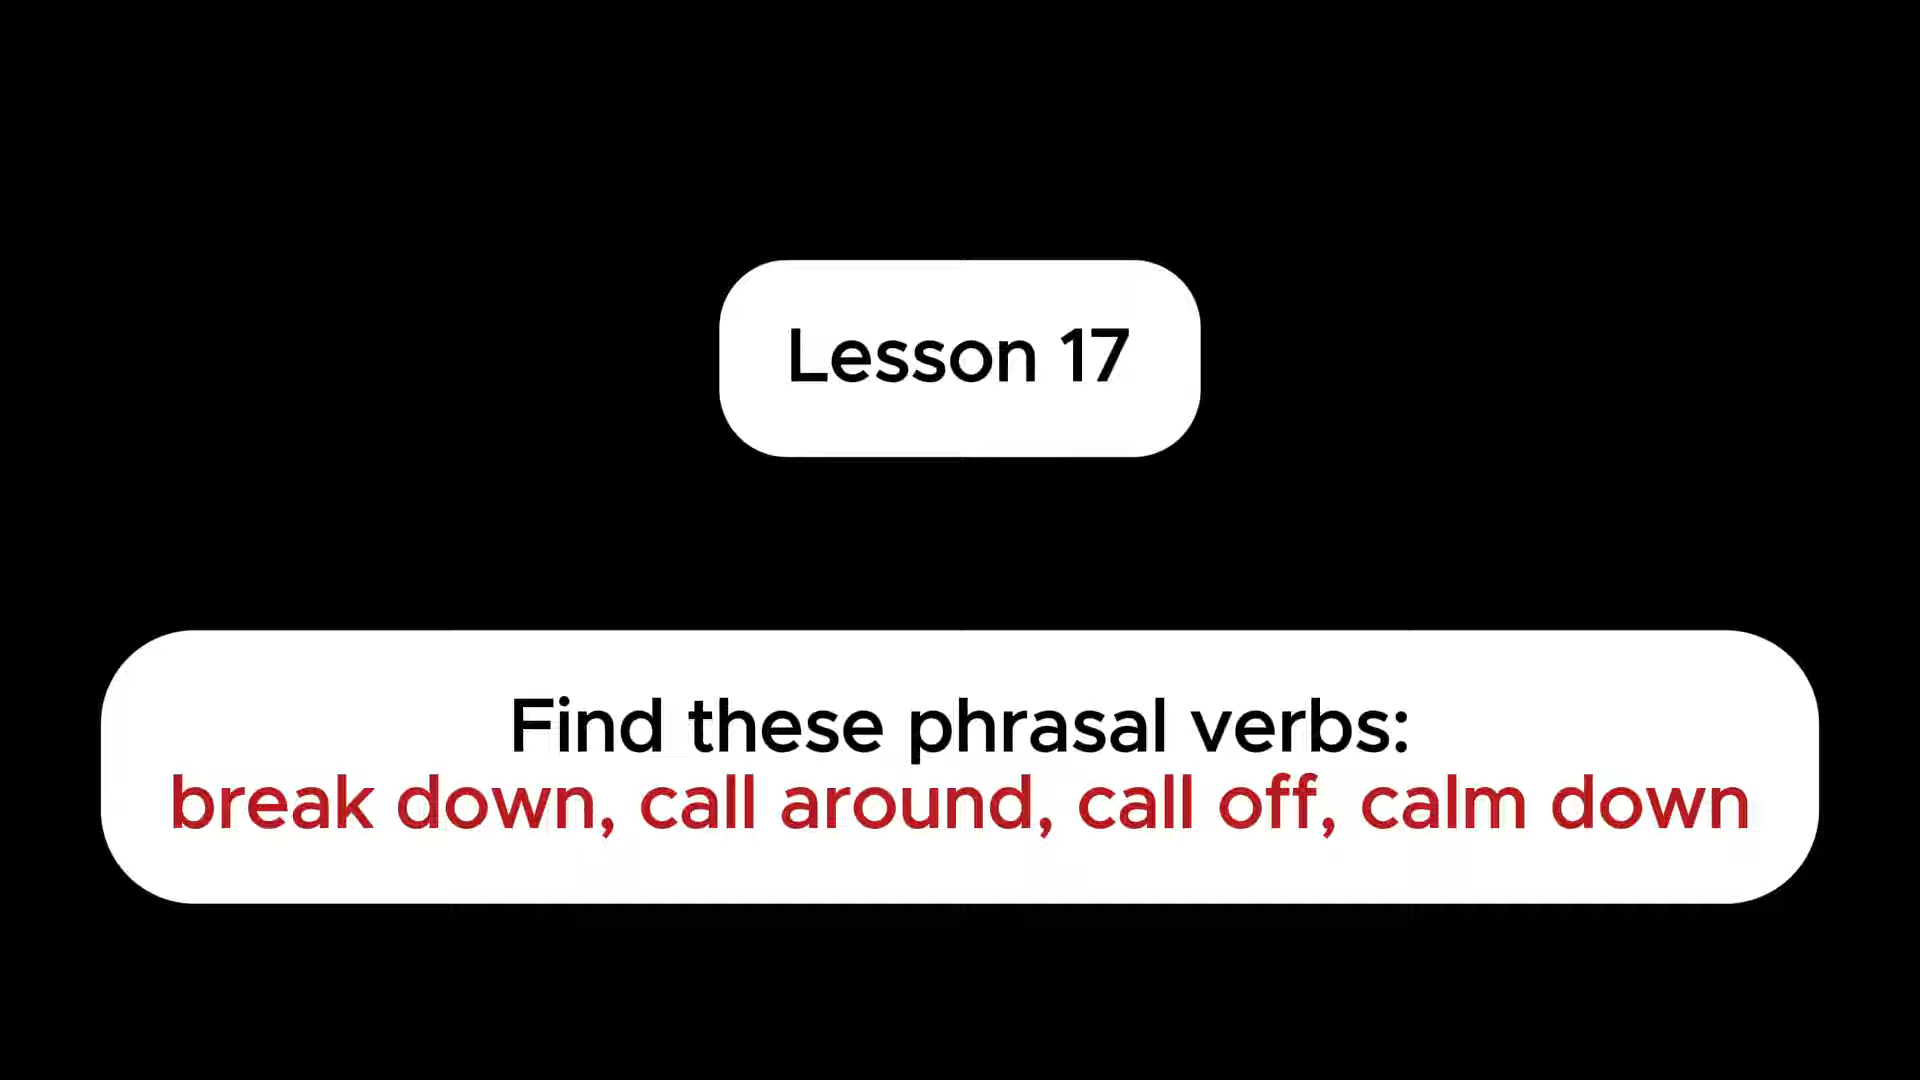 Lesson 17
Find these phrasal verbs:
break down, call around, call off, calm down